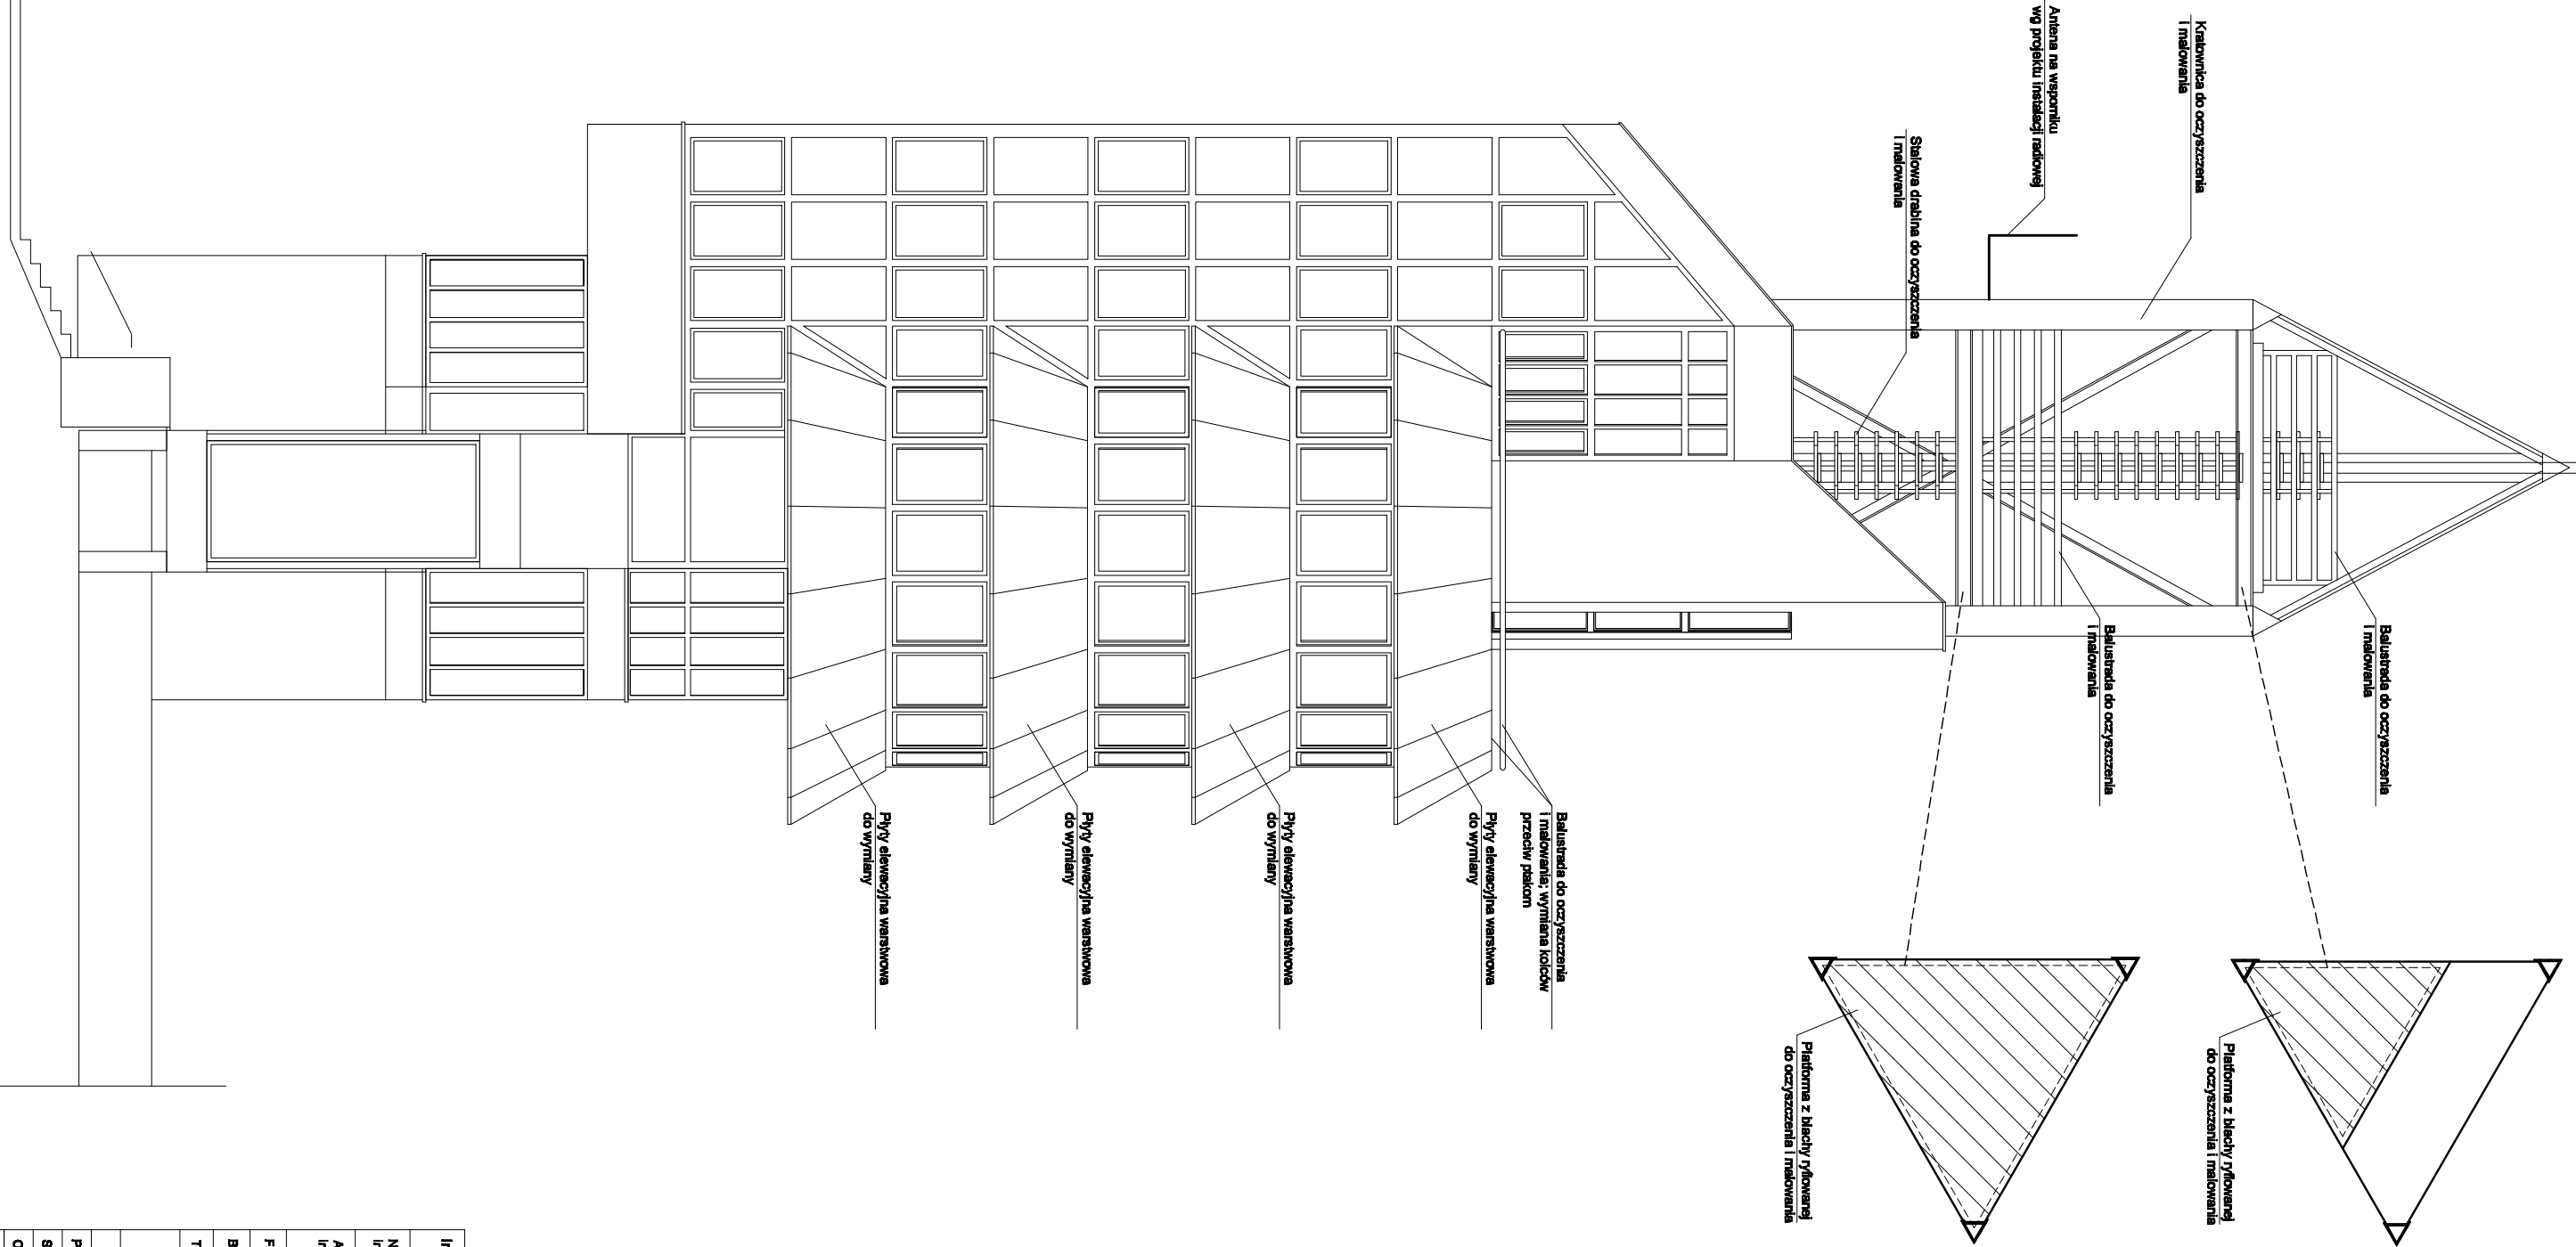 Antena na wsporniku
wg projektu instalacji radiowej
Kratownica do oczyszczenia
i malowania
Stalowa drabina do oczyszczenia
i malowania
Balustrada do oczyszczenia
i malowania
Balustrada do oczyszczenia
i malowania
Balustrada do oczyszczenia
i malowania; wymiana kolców
przeciw ptakom
Płyty elewacyjna warstwowa
do wymiany
Płyty elewacyjna warstwowa
do wymiany
Płyty elewacyjna warstwowa
do wymiany
Płyty elewacyjna warstwowa
do wymiany
Platforma z blachy ryflowanej
do oczyszczenia i malowania
Platforma z blachy ryflowanej
do oczyszczenia i malowania